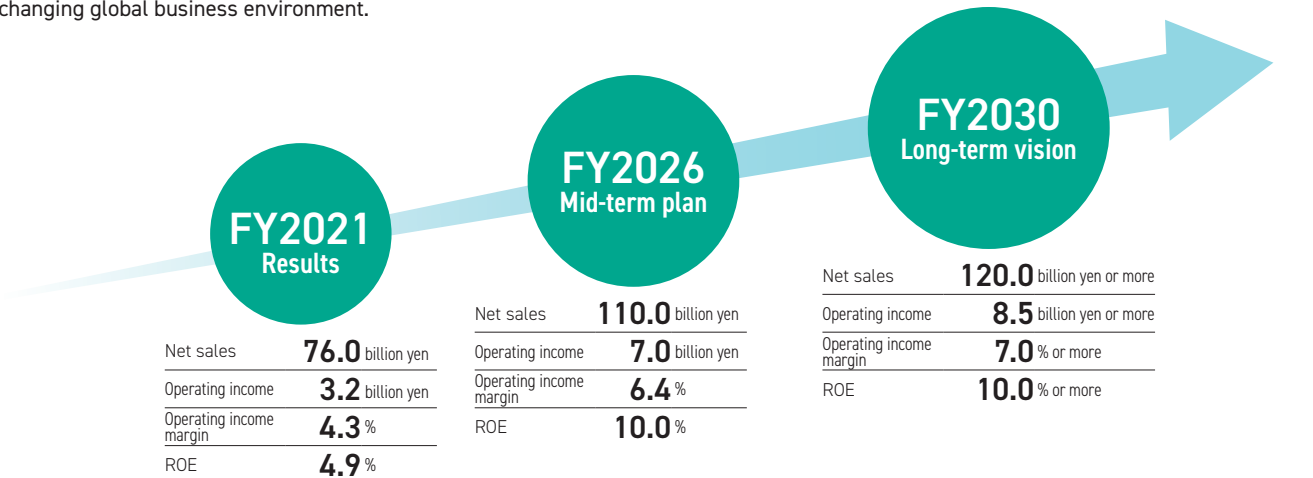 changing global business environment.
FY2021
Results
Net sales 76.0 billion yen
Operating income 3.2 billion yen
Operating income
margin 4.3 %
ROE 4.9 %
FY2026
Mid-term plan
Net sales 110.0 billion yen
Operating income 7.0 billion yen
Operating income
margin 6.4 %
ROE 10.0 %
FY2030
Long-term vision
Net sales 120.0 billion yen or more
Operating income 8.5 billion yen or more
Operating income
margin 7.0 % or more
ROE 10.0 % or more